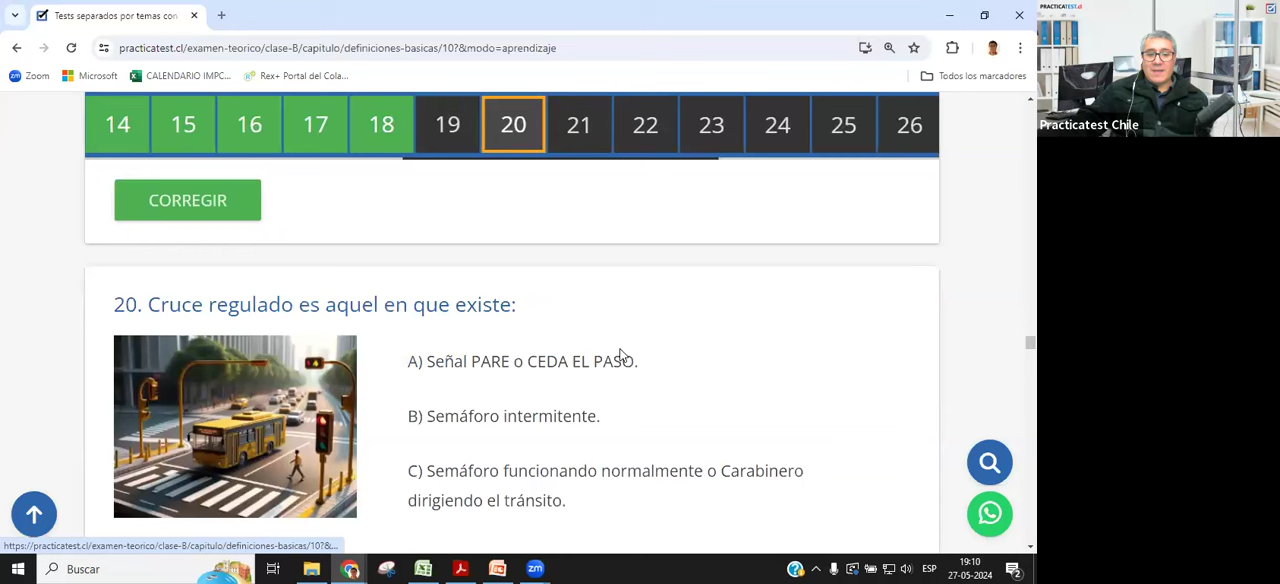 Tests separados por temas con
practicatest.cl/examen-teorico/clase-B/capitulo/definiciones-basicas/10?&modo=aprendizaje
Zoom
Microsoft
CALENDARIO IMPC...
Rex+ Portal del Cola...
Todos los marcadores
PRACTICATEST.cl
Practicatest Chile
14 15 16 17 18 19 20 21 22 23 24 25 26
CORREGIR
20. Cruce regulado es aquel en que existe:
A) Señal PARE o CEDA EL PASO.
B) Semáforo intermitente.
C) Semáforo funcionando normalmente o Carabinero
dirigiendo el tránsito.
https://practicatest.cl/examen-teorico/clase-B/capitulo/definiciones-basicas/10?&...
Buscar
zm
ESP
19:10
27-05-2024
2